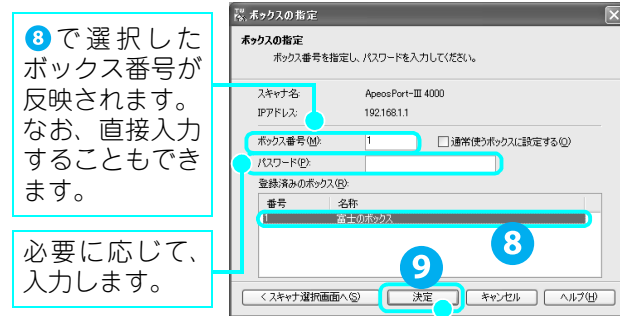 ボックスの指定
ボックスの指定
ボックス番号を指定し、パスワードを入力してください。
スキャナ名: ApeosPort-III 4000
IPアドレス: 192.168.1.1
ボックス番号(M): 1 通常使うボックスに設定する(O)
パスワード(P):
登録済みのボックス(R):
番号 名称
1 富士のボックス
8
9
< スキャナ選択画面へ(S) 決定 キャンセル ヘルプ(H)
8で選択した
ボックス番号が
反映されます。
なお、直接入力
することもでき
ます。
必要に応じて、
入力します。